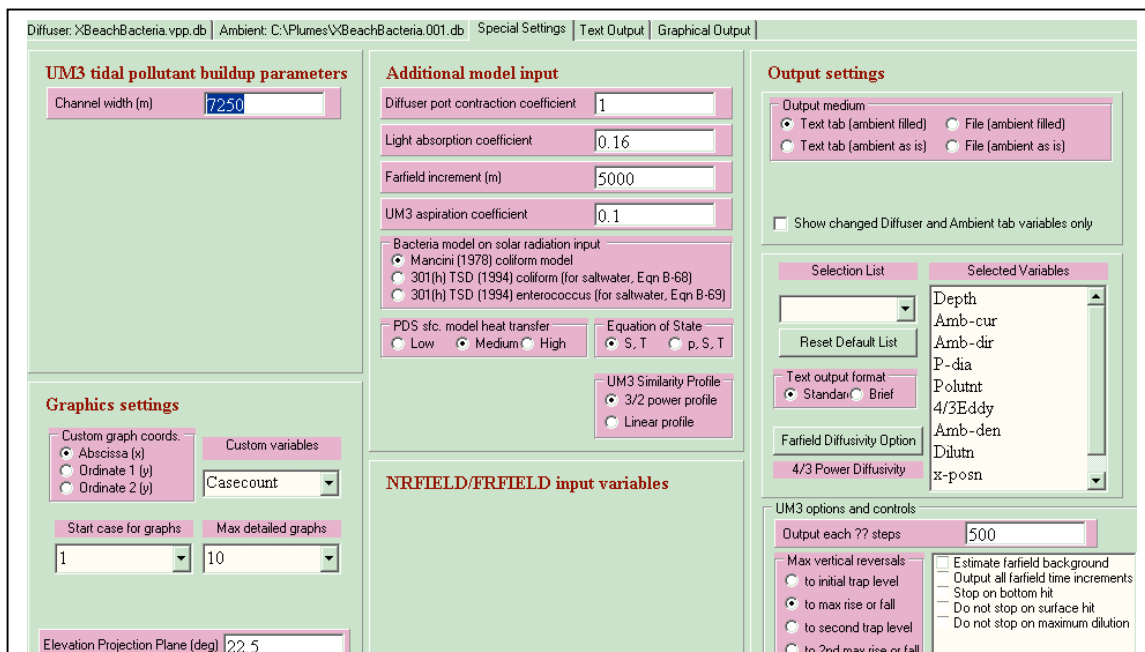 Diffuser: XBeachBacteria.vpp.db Ambient: C:\Plumes\XBeachBacteria.001.db Special Settings Text Output Graphical Output
UM3 tidal pollutant buildup parameters
Channel width (m) 7250
Graphics settings
Custom graph coords.
Abscissa (x)
Ordinate 1 (y)
Ordinate 2 (y)
Custom variables
Casecount
Start case for graphs
1
Max detailed graphs
10
Elevation Projection Plane (deg) 22.5
Additional model input
Diffuser port contraction coefficient 1
Light absorption coefficient 0.16
Farfield increment (m) 5000
UM3 aspiration coefficient 0.1
Bacteria model on solar radiation input
Mancini (1978) coliform model
301(h) TSD (1994) coliform (for saltwater, Eqn B-68)
301(h) TSD (1994) enterococcus (for saltwater, Eqn B-69)
PDS sfc. model heat transfer
Low Medium High
Equation of State
S, T p, S, T
UM3 Similarity Profile
3/2 power profile
Linear profile
NRFIELD/FRFIELD input variables
Output settings
Output medium
Text tab (ambient filled) File (ambient filled)
Text tab (ambient as is) File (ambient as is)
Show changed Diffuser and Ambient tab variables only
Selection List
Reset Default List
Text output format
Standard Brief
Farfield Diffusivity Option
4/3 Power Diffusivity
Selected Variables
Depth
Amb-cur
Amb-dir
P-dia
Polutnt
4/3Eddy
Amb-den
Dilutn
x-posn
UM3 options and controls
Output each ?? steps 500
Max vertical reversals
to initial trap level
to max rise or fall
to second trap level
to 2nd max rise or fall
Estimate farfield background
Output all farfield time increments
Stop on bottom hit
Do not stop on surface hit
Do not stop on maximum dilution